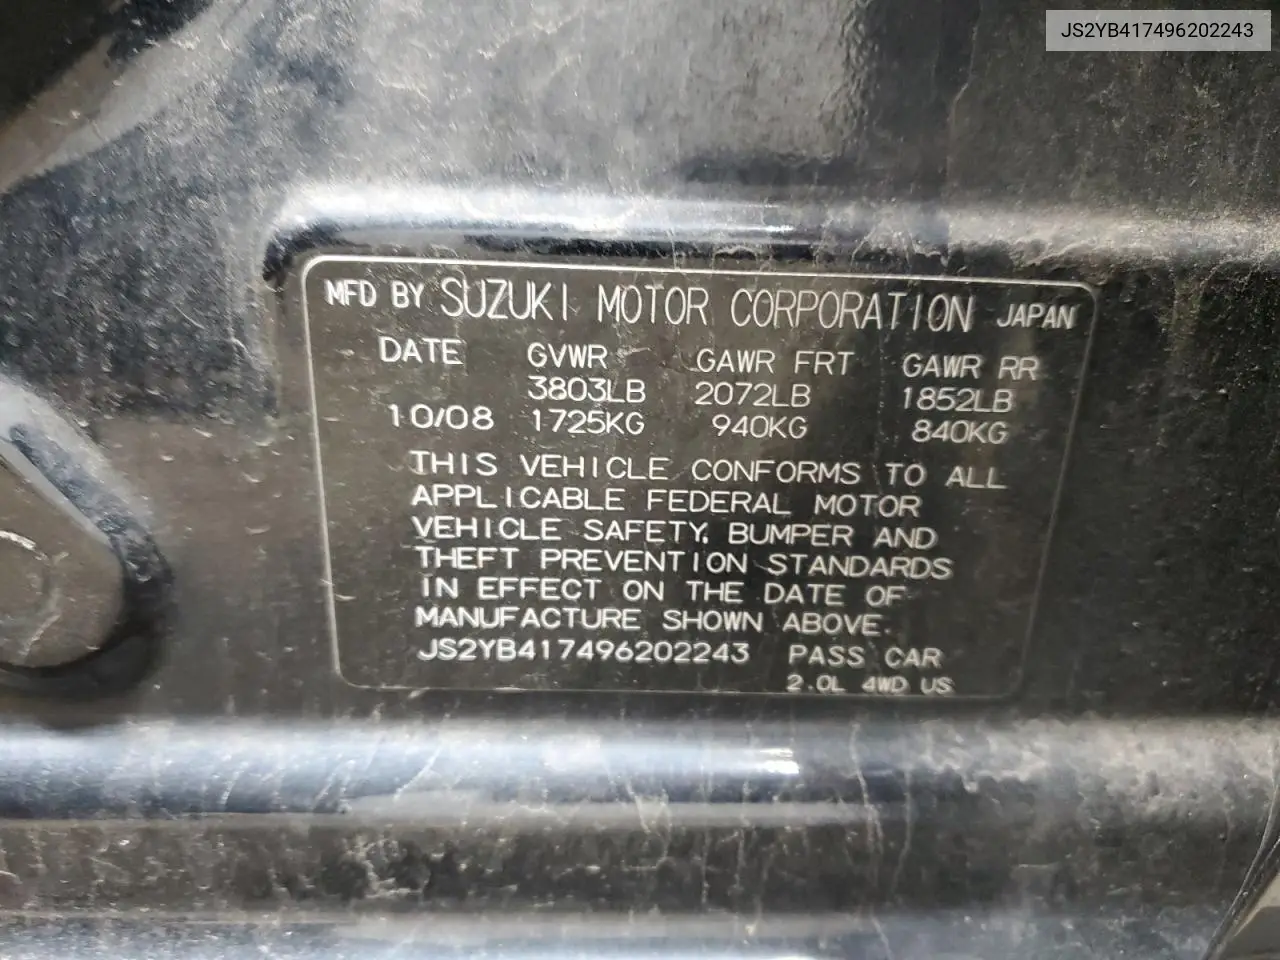 JS2YB417496202243
MFD BY SUZUKI MOTOR CORPORATION JAPAN
DATE GVWR GAWR FRT GAWR RR
3803LB 2072LB 1852LB
10/08 1725KG 940KG 840KG
THIS VEHICLE CONFORMS TO ALL
APPLICABLE FEDERAL MOTOR
VEHICLE SAFETY, BUMPER AND
THEFT PREVENTION STANDARDS
IN EFFECT ON THE DATE OF
MANUFACTURE SHOWN ABOVE.
JS2YB417496202243 PASS CAR
2.0L 4WD US